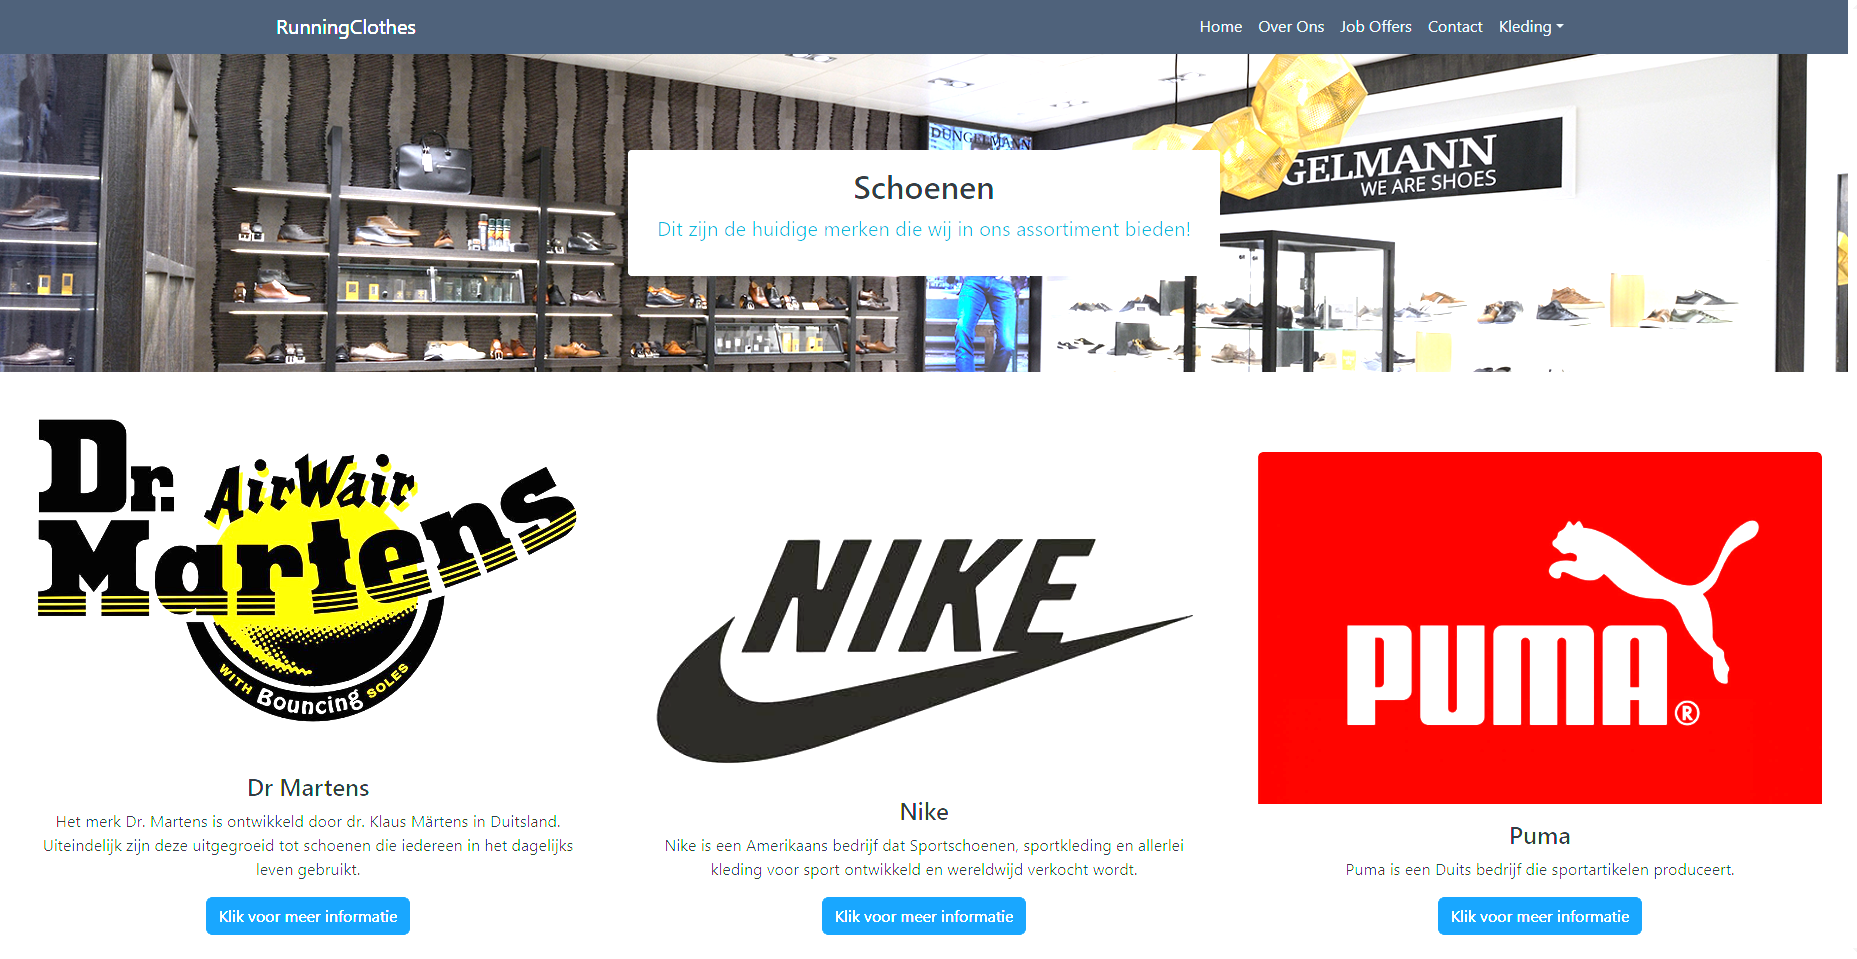 RunningClothes
Home Over Ons Job Offers Contact Kleding
DUNGELMANN
GELMANN
WE ARE SHOES
Schoenen
Dit zijn de huidige merken die wij in ons assortiment bieden!
Dr.
AirWair
Martens
WITH Bouncing SOLES
NIKE
PUMA®
Dr Martens
Het merk Dr. Martens is ontwikkeld door dr. Klaus Märtens in Duitsland.
Uiteindelijk zijn deze uitgegroeid tot schoenen die iedereen in het dagelijks
leven gebruikt.
Klik voor meer informatie
Nike
Nike is een Amerikaans bedrijf dat Sportschoenen, sportkleding en allerlei
kleding voor sport ontwikkeld en wereldwijd verkocht wordt.
Klik voor meer informatie
Puma
Puma is een Duits bedrijf die sportartikelen produceert.
Klik voor meer informatie